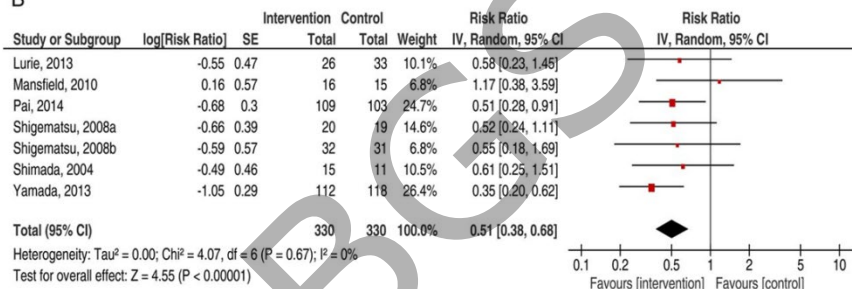 B
Intervention Control Risk Ratio Risk Ratio
Study or Subgroup log[Risk Ratio] SE Total Total Weight IV, Random, 95% CI IV, Random, 95% CI
Lurie, 2013 -0.55 0.47 26 33 10.1% 0.58 [0.23, 1.45]
Mansfield, 2010 0.16 0.57 16 15 6.8% 1.17 [0.38, 3.59]
Pai, 2014 -0.68 0.3 109 103 24.7% 0.51 [0.28, 0.91]
Shigematsu, 2008a -0.66 0.39 20 19 14.6% 0.52 [0.24, 1.11]
Shigematsu, 2008b -0.59 0.57 32 31 6.8% 0.55 [0.18, 1.69]
Shimada, 2004 -0.49 0.46 15 11 10.5% 0.61 [0.25, 1.51]
Yamada, 2013 -1.05 0.29 112 118 26.4% 0.35 [0.20, 0.62]
Total (95% CI) 330 330 100.0% 0.51 [0.38, 0.68]
Heterogeneity: Tau² = 0.00; Chi² = 4.07, df = 6 (P = 0.67); I² = 0%
Test for overall effect: Z = 4.55 (P < 0.00001)
0.1 0.2 0.5 1 2 5 10
Favours [intervention] Favours [control]
BGS